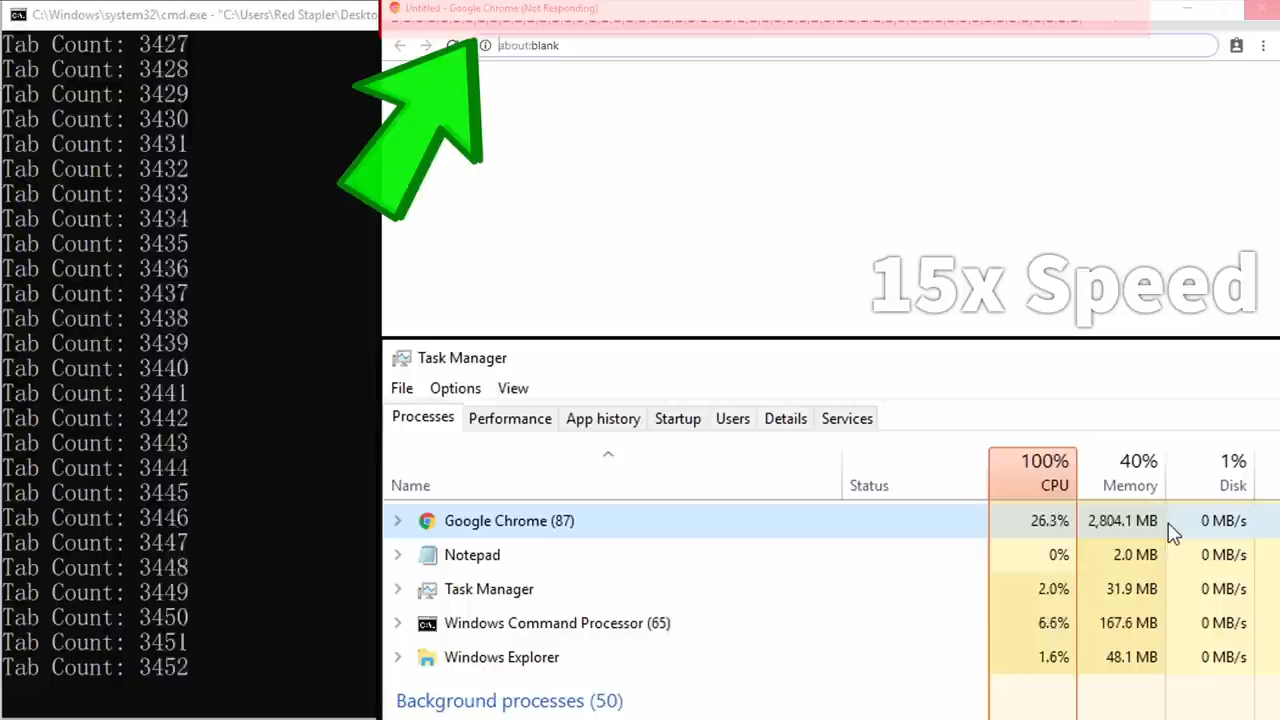 C:\Windows\system32\cmd.exe - "C:\Users\Red Stapler\Deskto
Tab Count: 3427
Tab Count: 3428
Tab Count: 3429
Tab Count: 3430
Tab Count: 3431
Tab Count: 3432
Tab Count: 3433
Tab Count: 3434
Tab Count: 3435
Tab Count: 3436
Tab Count: 3437
Tab Count: 3438
Tab Count: 3439
Tab Count: 3440
Tab Count: 3441
Tab Count: 3442
Tab Count: 3443
Tab Count: 3444
Tab Count: 3445
Tab Count: 3446
Tab Count: 3447
Tab Count: 3448
Tab Count: 3449
Tab Count: 3450
Tab Count: 3451
Tab Count: 3452
Untitled - Google Chrome (Not Responding)
about:blank
15x Speed
Task Manager
File Options View
Processes Performance App history Startup Users Details Services
100% 40% 1%
Name Status CPU Memory Disk
Google Chrome (87) 26.3% 2,804.1 MB 0 MB/s
Notepad 0% 2.0 MB 0 MB/s
Task Manager 2.0% 31.9 MB 0 MB/s
Windows Command Processor (65) 6.6% 167.6 MB 0 MB/s
Windows Explorer 1.6% 48.1 MB 0 MB/s
Background processes (50)